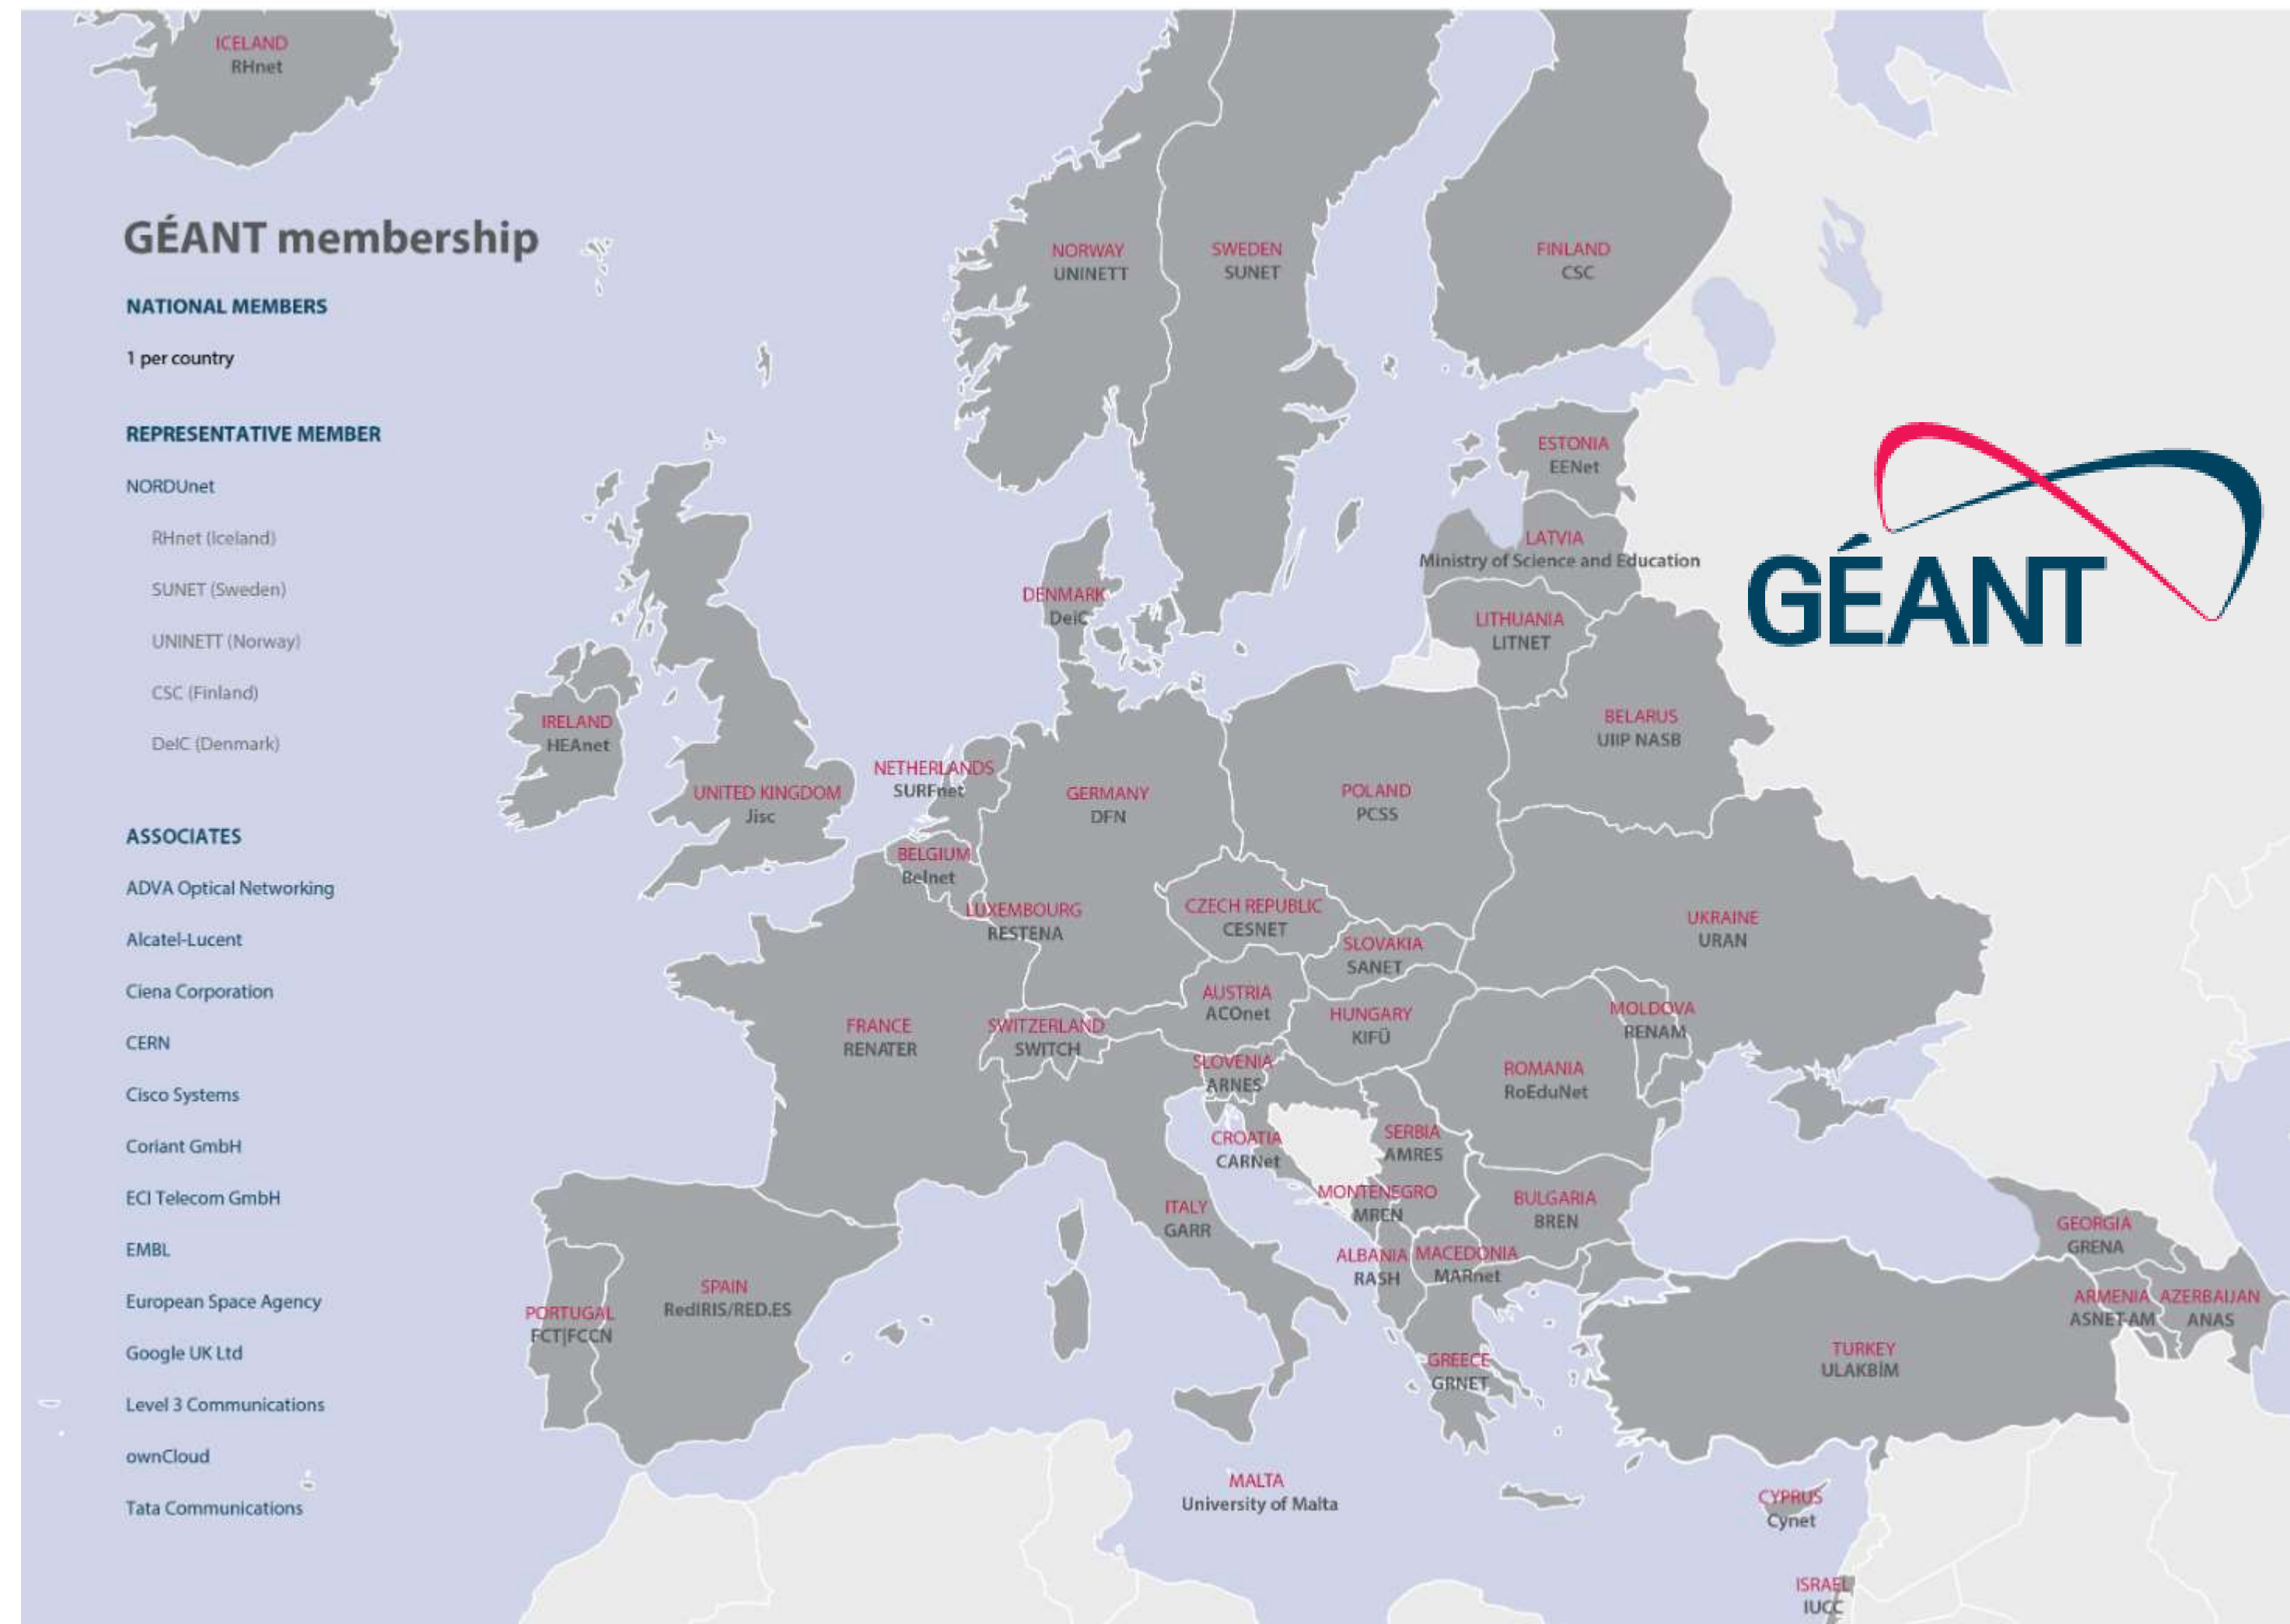 ICELAND
RHnet
GÉANT membership
NATIONAL MEMBERS
1 per country
REPRESENTATIVE MEMBER
NORDUnet
RHnet (Iceland)
SUNET (Sweden)
UNINETT (Norway)
CSC (Finland)
DeIC (Denmark)
ASSOCIATES
ADVA Optical Networking
Alcatel-Lucent
Ciena Corporation
CERN
Cisco Systems
Coriant GmbH
ECI Telecom GmbH
EMBL
European Space Agency
Google UK Ltd
Level 3 Communications
ownCloud
Tata Communications
NORWAY
UNINETT
SWEDEN
SUNET
FINLAND
CSC
ESTONIA
EENet
LATVIA
Ministry of Science and Education
LITHUANIA
LITNET
DENMARK
DeiC
BELARUS
UIIP NASB
IRELAND
HEAnet
UNITED KINGDOM
Jisc
NETHERLANDS
SURFnet
GERMANY
DFN
POLAND
PCSS
BELGIUM
Belnet
LUXEMBOURG
RESTENA
CZECH REPUBLIC
CESNET
SLOVAKIA
SANET
UKRAINE
URAN
AUSTRIA
ACOnet
HUNGARY
KIFÜ
MOLDOVA
RENAM
FRANCE
RENATER
SWITZERLAND
SWITCH
SLOVENIA
ARNES
ROMANIA
RoEduNet
CROATIA
CARNet
SERBIA
AMRES
MONTENEGRO
MREN
BULGARIA
BREN
ITALY
GARR
ALBANIA
RASH
MACEDONIA
MARnet
SPAIN
RedIRIS/RED.ES
PORTUGAL
FCT|FCCN
GREECE
GRNET
GEORGIA
GRENA
ARMENIA
ASNET-AM
AZERBAIJAN
ANAS
TURKEY
ULAKBİM
MALTA
University of Malta
CYPRUS
Cynet
ISRAEL
IUCC
GÉANT